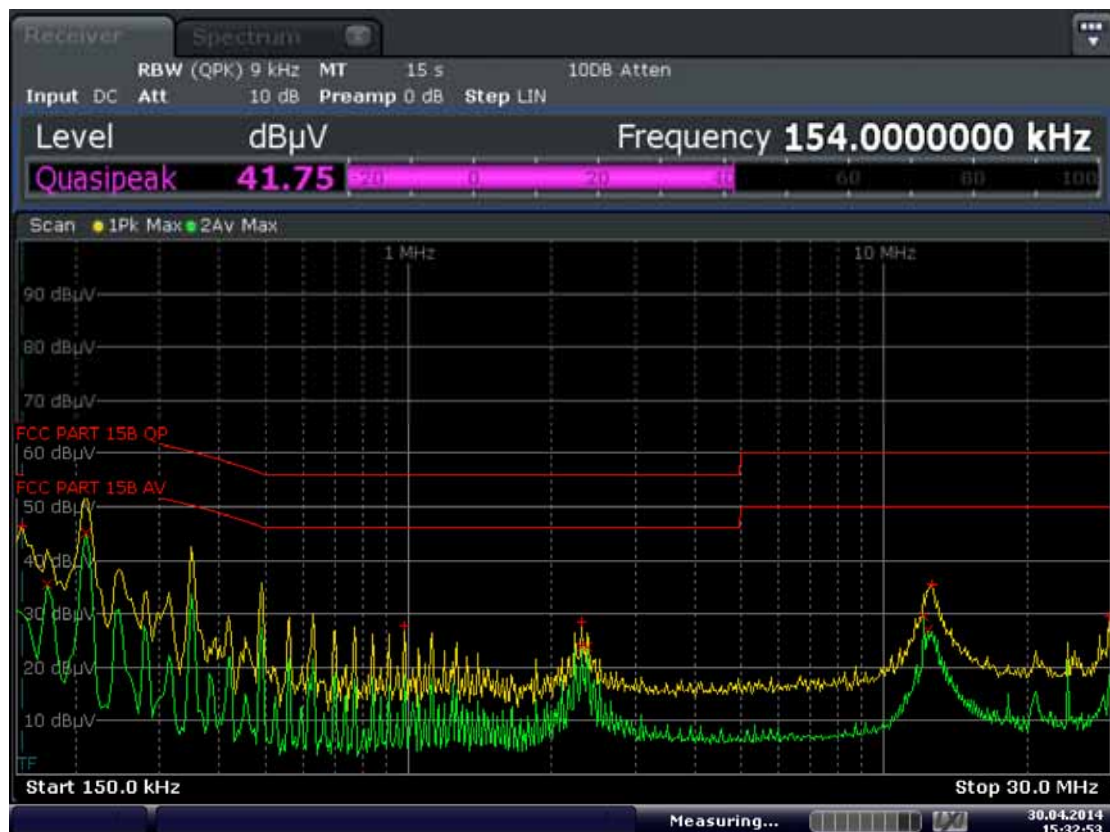 Receiver Spectrum
RBW (QPK) 9 kHz MT 15 s 10DB Atten
Input DC Att 10 dB Preamp 0 dB Step LIN
Level dBµV Frequency 154.0000000 kHz
Quasipeak 41.75 -20 0 20 40 60 80 100
Scan 1Pk Max 2Av Max
1 MHz 10 MHz
90 dBµV
80 dBµV
70 dBµV
FCC PART 15B QP
60 dBµV
FCC PART 15B AV
50 dBµV
40 dBµV
30 dBµV
20 dBµV
10 dBµV
TF
Start 150.0 kHz Stop 30.0 MHz
Measuring... LXI 30.04.2014
15:32:53